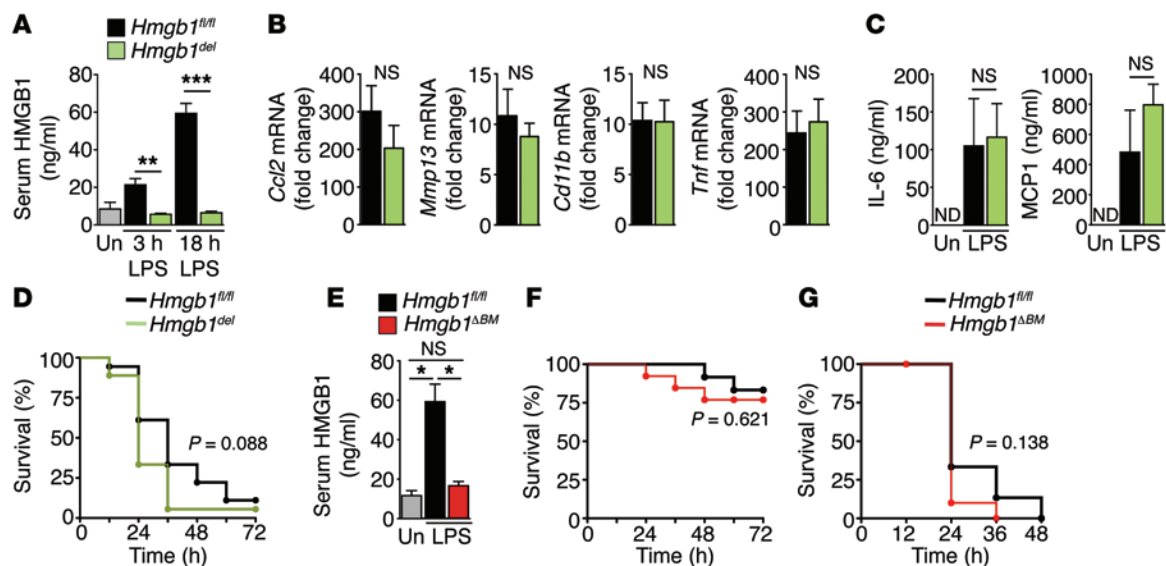 A
Hmgb1fl/fl
Hmgb1del
Serum HMGB1
(ng/ml)
80
60
40
20
0
**
***
Un
3 h
18 h
LPS
LPS
B
Ccl2 mRNA
(fold change)
400
300
200
100
0
NS
Mmp13 mRNA
(fold change)
15
10
5
0
NS
Cd11b mRNA
(fold change)
15
10
5
0
NS
Tnf mRNA
(fold change)
400
300
200
100
0
NS
C
IL-6 (ng/ml)
200
150
100
50
0
NS
ND
Un
LPS
MCP1 (ng/ml)
1000
800
600
400
200
0
NS
ND
Un
LPS
D
Hmgb1fl/fl
Hmgb1del
Survival (%)
100
75
50
25
0
P = 0.088
0
24
48
72
Time (h)
E
Hmgb1fl/fl
Hmgb1ΔBM
Serum HMGB1
(ng/ml)
80
60
40
20
0
NS
*
*
Un
LPS
F
Survival (%)
100
75
50
25
0
P = 0.621
0
24
48
72
Time (h)
G
Hmgb1fl/fl
Hmgb1ΔBM
Survival (%)
100
75
50
25
0
P = 0.138
0
12
24
36
48
Time (h)